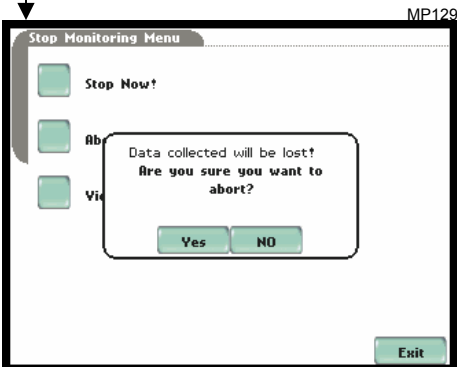 MP129
Stop Monitoring Menu
Stop Now!
Data collected will be lost!
Are you sure you want to
abort?
Yes NO
Exit